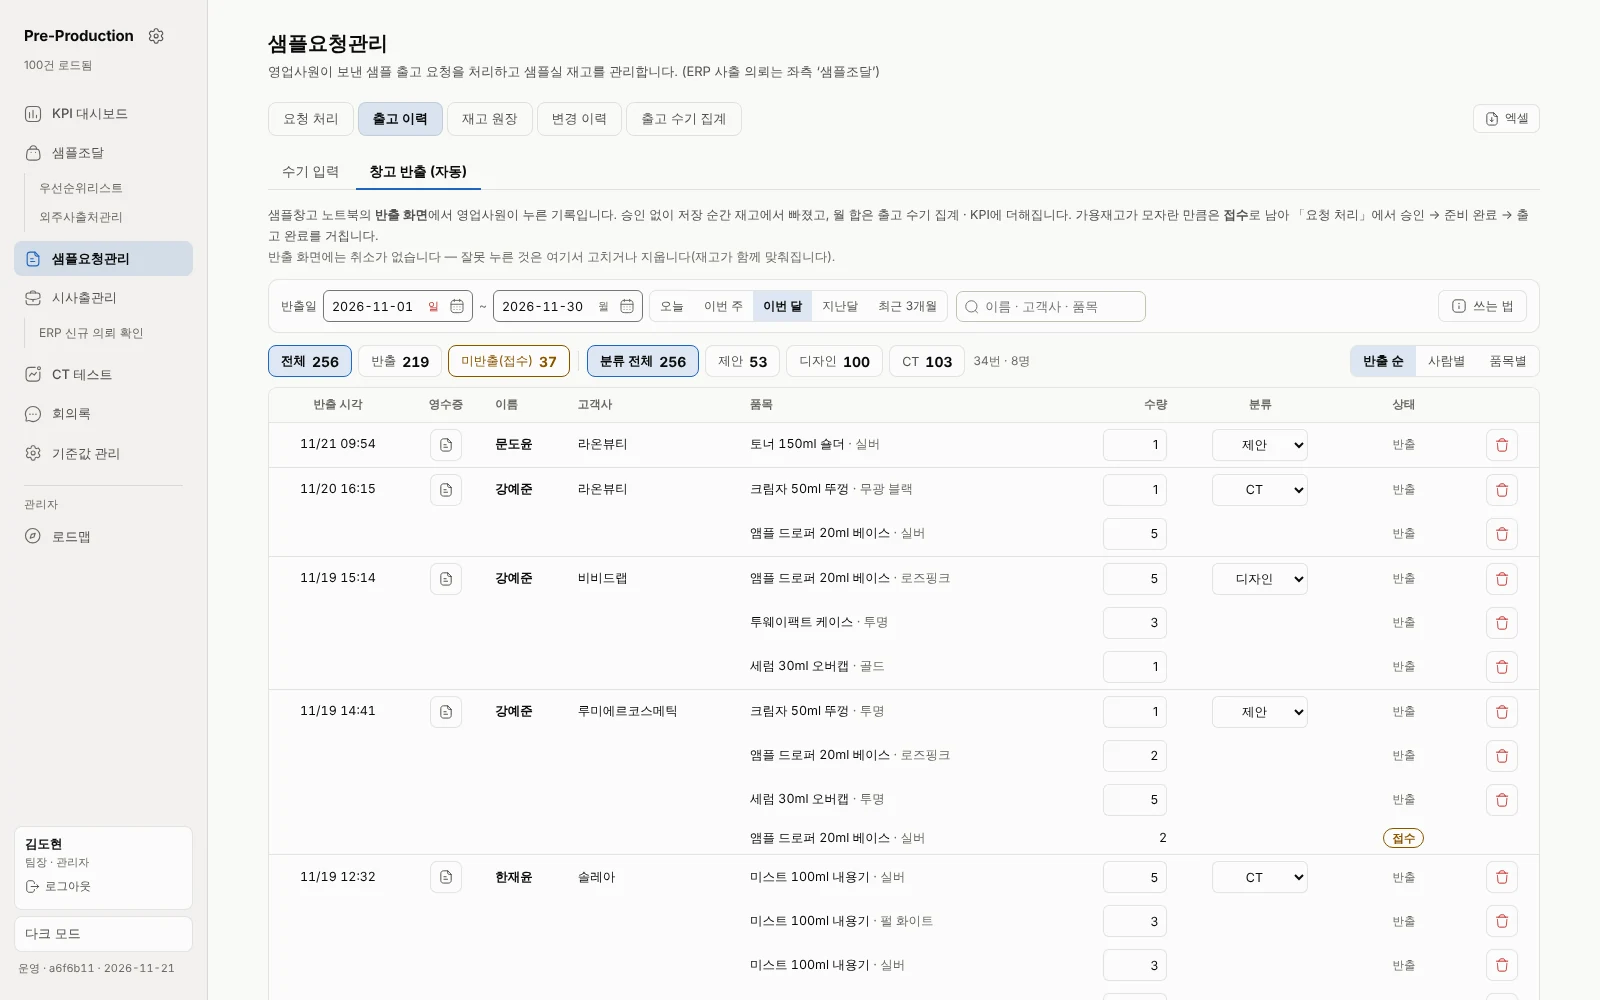 Pre-Production
100건 로드됨
KPI 대시보드
샘플조달
우선순위리스트
외주사출처관리
샘플요청관리
시사출관리
ERP 신규 의뢰 확인
CT 테스트
회의록
기준값 관리
관리자
로드맵
김도현
팀장 · 관리자
로그아웃
다크 모드
운영 · a6f6b11 · 2026-11-21
샘플요청관리
영업사원이 보낸 샘플 출고 요청을 처리하고 샘플실 재고를 관리합니다. (ERP 사출 의뢰는 좌측 ‘샘플조달’)
요청 처리 출고 이력 재고 원장 변경 이력 출고 수기 집계 엑셀
수기 입력 창고 반출 (자동)
샘플창고 노트북의 반출 화면에서 영업사원이 누른 기록입니다. 승인 없이 저장 순간 재고에서 빠졌고, 월 합은 출고 수기 집계 · KPI에 더해집니다. 가용재고가 모자란 만큼은 접수로 남아 「요청 처리」에서 승인 → 준비 완료 → 출
고 완료를 거칩니다.
반출 화면에는 취소가 없습니다 — 잘못 누른 것은 여기서 고치거나 지웁니다(재고가 함께 맞춰집니다).
반출일 2026-11-01 일 ~ 2026-11-30 월 오늘 이번 주 이번 달 지난달 최근 3개월 이름 · 고객사 · 품목 쓰는 법
전체 256 반출 219 미반출(접수) 37 분류 전체 256 제안 53 디자인 100 CT 103 34번 · 8명 반출 순 사람별 품목별
반출 시각 영수증 이름 고객사 품목 수량 분류 상태
11/21 09:54 문도윤 라온뷰티 토너 150ml 숄더 · 실버 1 제안 반출
11/20 16:15 강예준 라온뷰티 크림자 50ml 뚜껑 · 무광 블랙 1 CT 반출
앰플 드로퍼 20ml 베이스 · 실버 5 반출
11/19 15:14 강예준 비비드랩 앰플 드로퍼 20ml 베이스 · 로즈핑크 5 디자인 반출
투웨이팩트 케이스 · 투명 3 반출
세럼 30ml 오버캡 · 골드 1 반출
11/19 14:41 강예준 루미에르코스메틱 크림자 50ml 뚜껑 · 투명 1 제안 반출
앰플 드로퍼 20ml 베이스 · 로즈핑크 2 반출
세럼 30ml 오버캡 · 투명 5 반출
앰플 드로퍼 20ml 베이스 · 실버 2 접수
11/19 12:32 한재윤 솔레아 미스트 100ml 내용기 · 실버 5 CT 반출
미스트 100ml 내용기 · 펄 화이트 3 반출
미스트 100ml 내용기 · 실버 3 반출